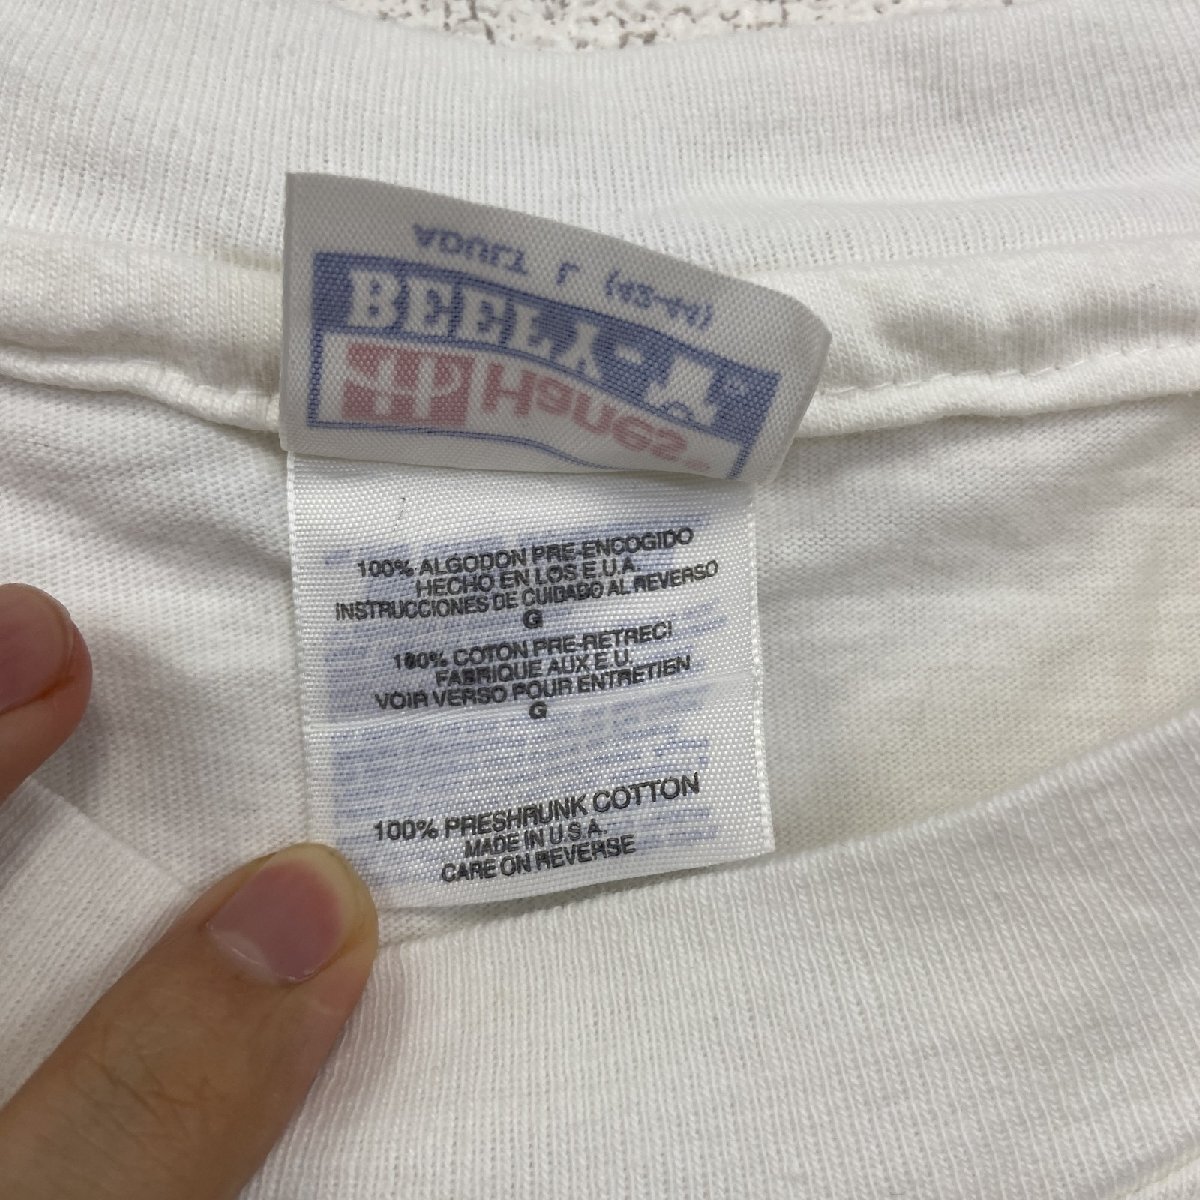 ADULT L (42-44)
BEEFY-T
Hanes
100% ALGODON PRE-ENCOGIDO
HECHO EN LOS E.U.A.
INSTRUCCIONES DE CUIDADO AL REVERSO
G
100% COTON PRE-RETRECI
FABRIQUE AUX E.U.
VOIR VERSO POUR ENTRETIEN
G
100% PRESHRUNK COTTON
MADE IN U.S.A.
CARE ON REVERSE